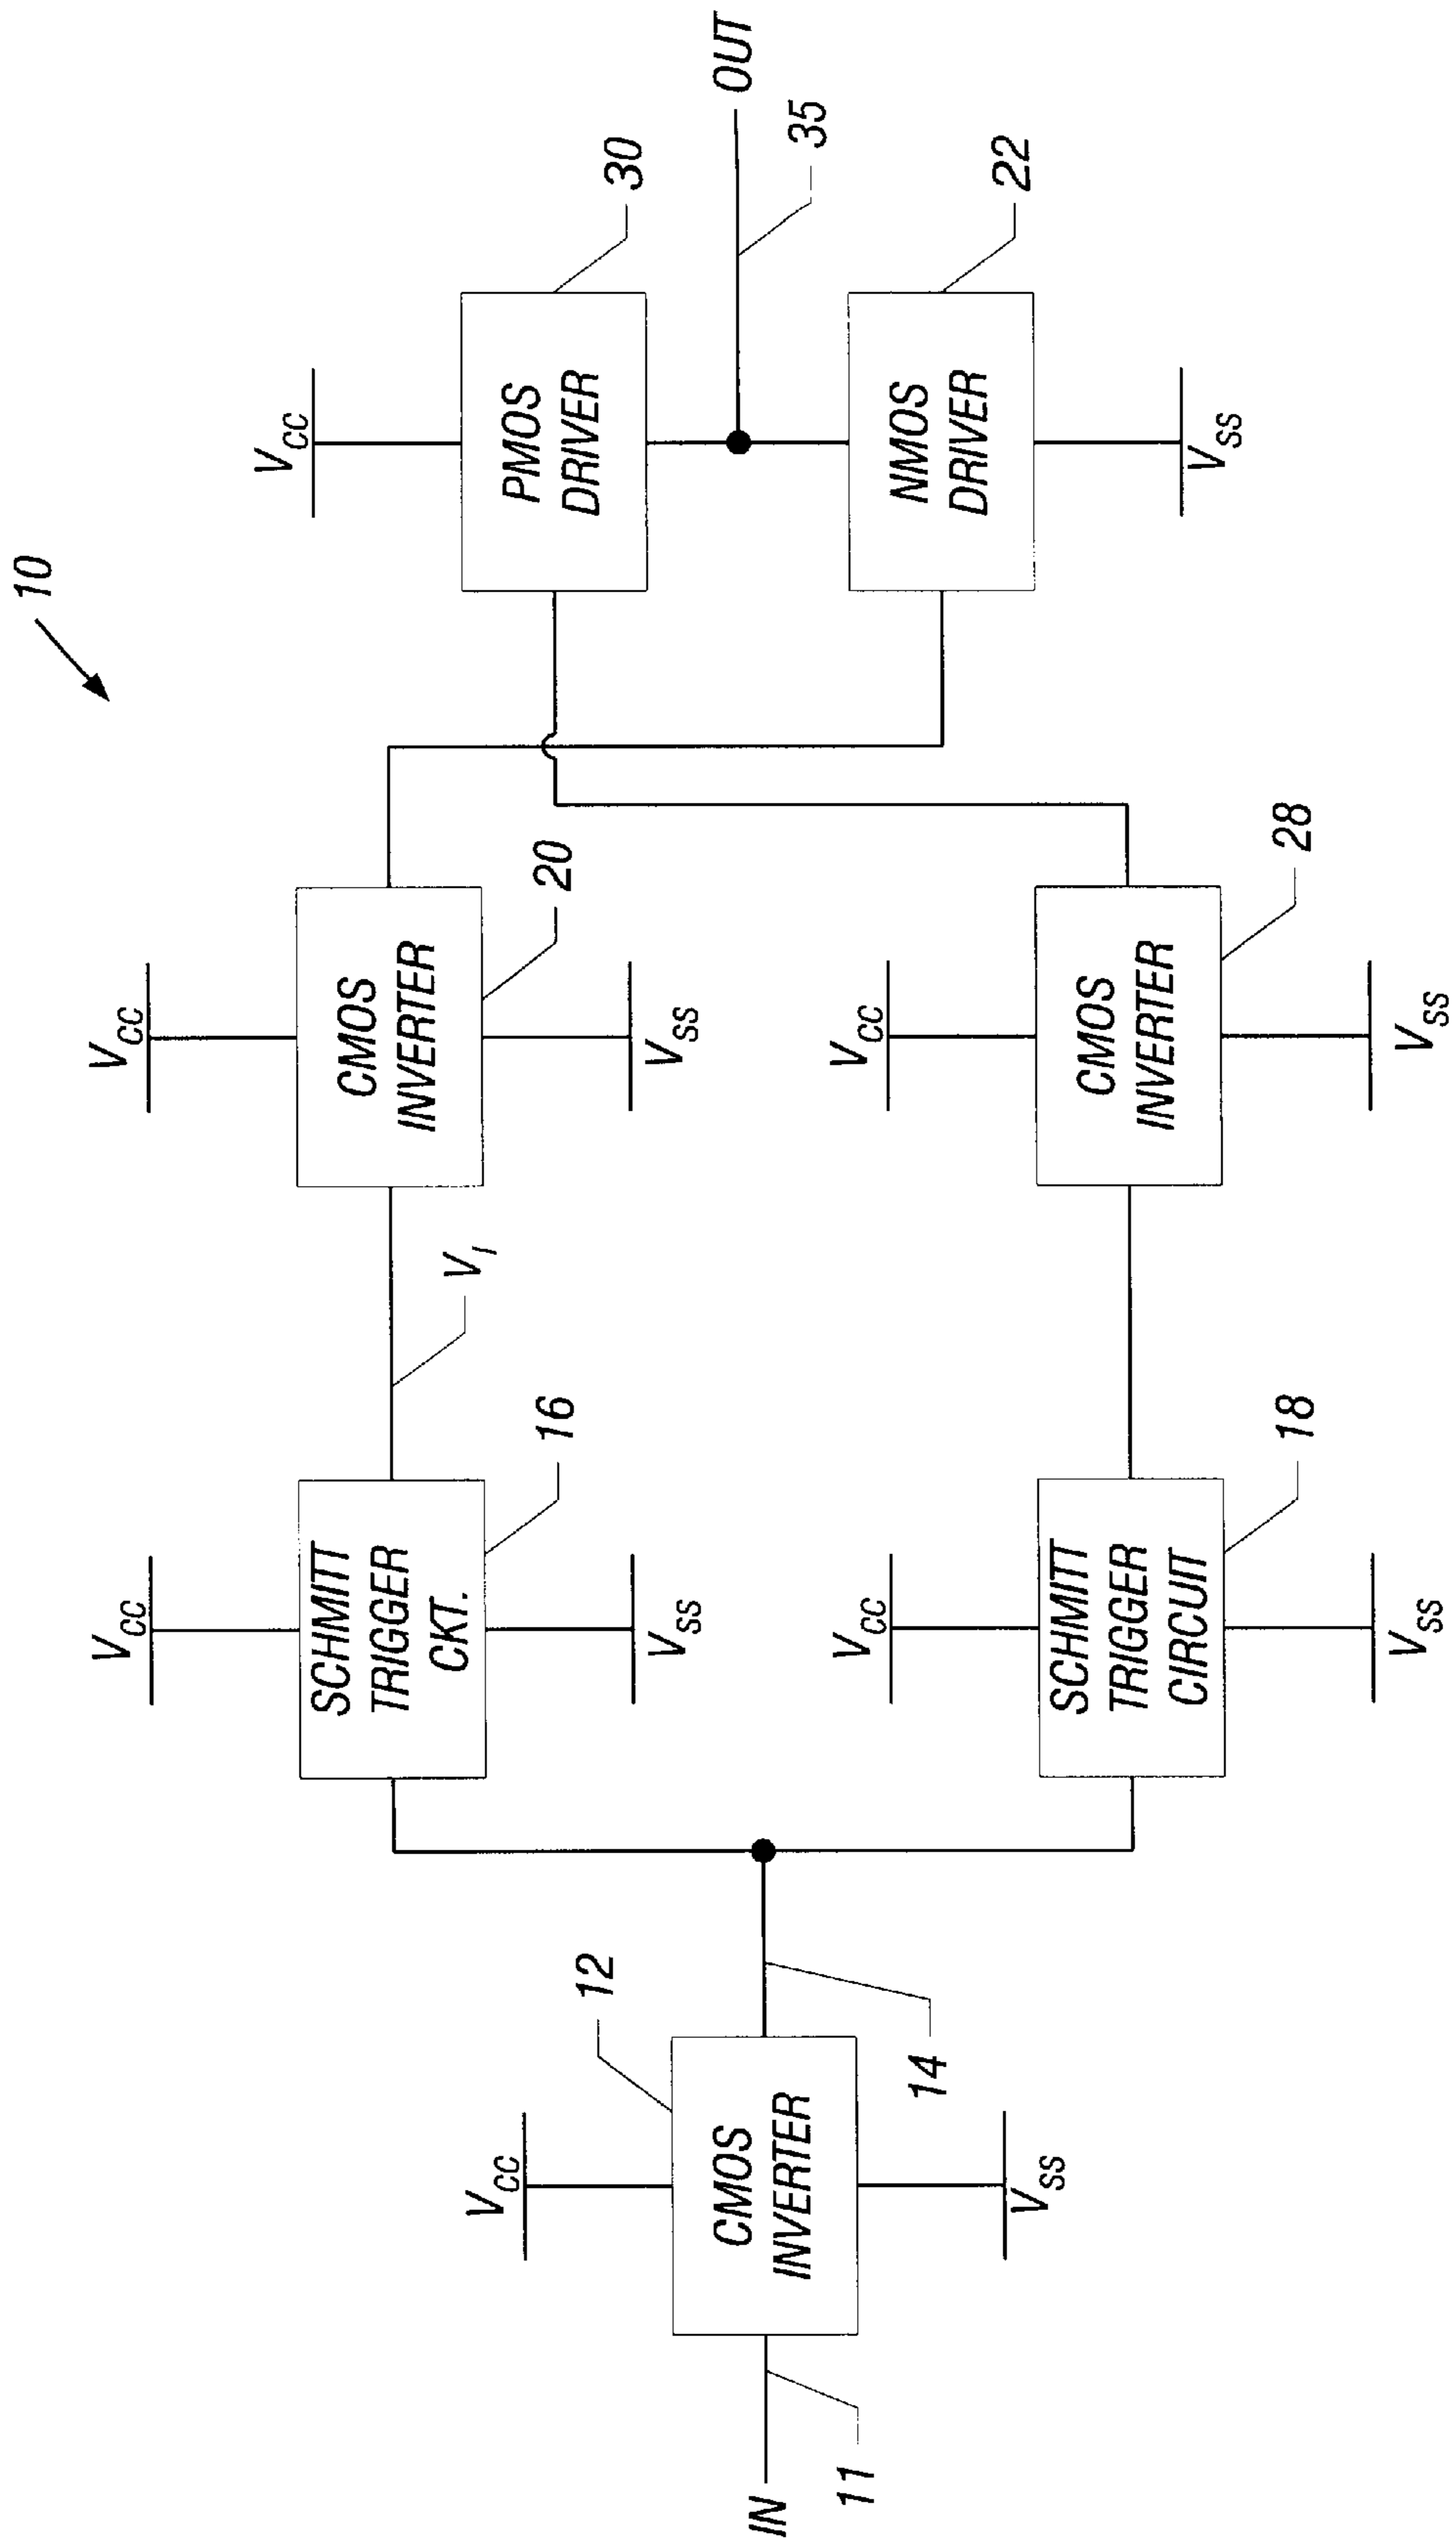 10
V_CC
V_CC
V_CC
SCHMITT
TRIGGER
CKT.
16
V_I
CMOS
INVERTER
20
PMOS
DRIVER
30
V_SS
V_SS
OUT
35
V_CC
CMOS
INVERTER
12
IN
11
14
V_SS
V_CC
V_CC
NMOS
DRIVER
22
V_SS
SCHMITT
TRIGGER
CIRCUIT
18
CMOS
INVERTER
28
V_SS
V_SS